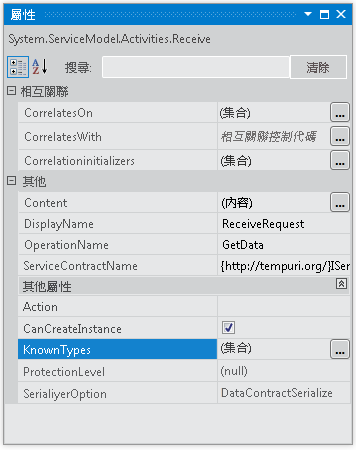 屬性
System.ServiceModel.Activities.Receive
搜尋:
清除
相互關聯
CorrelatesOn (集合) ...
CorrelatesWith 相互關聯控制代碼 ...
Correlationinitializers (集合) ...
其他
Content (內容) ...
DisplayName ReceiveRequest
OperationName GetData
ServiceContractName {http://tempuri.org/}ISer
其他屬性
Action
CanCreateInstance
KnownTypes (集合) ...
ProtectionLevel (null)
SerialiyerOption DataContractSerialize